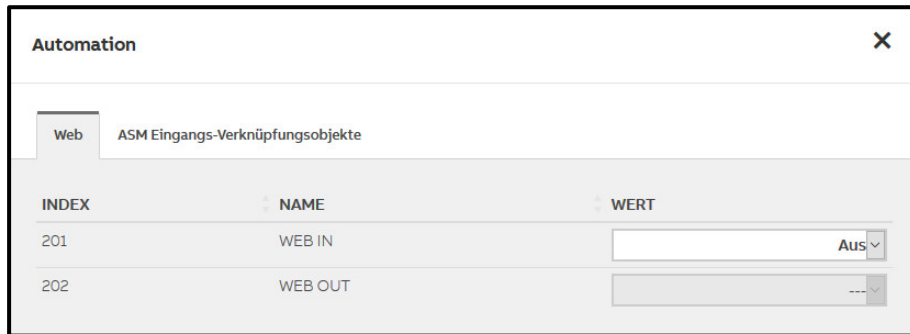 Automation
Web ASM Eingangs-Verknüpfungsobjekte
INDEX NAME WERT
201 WEB IN Aus
202 WEB OUT ---